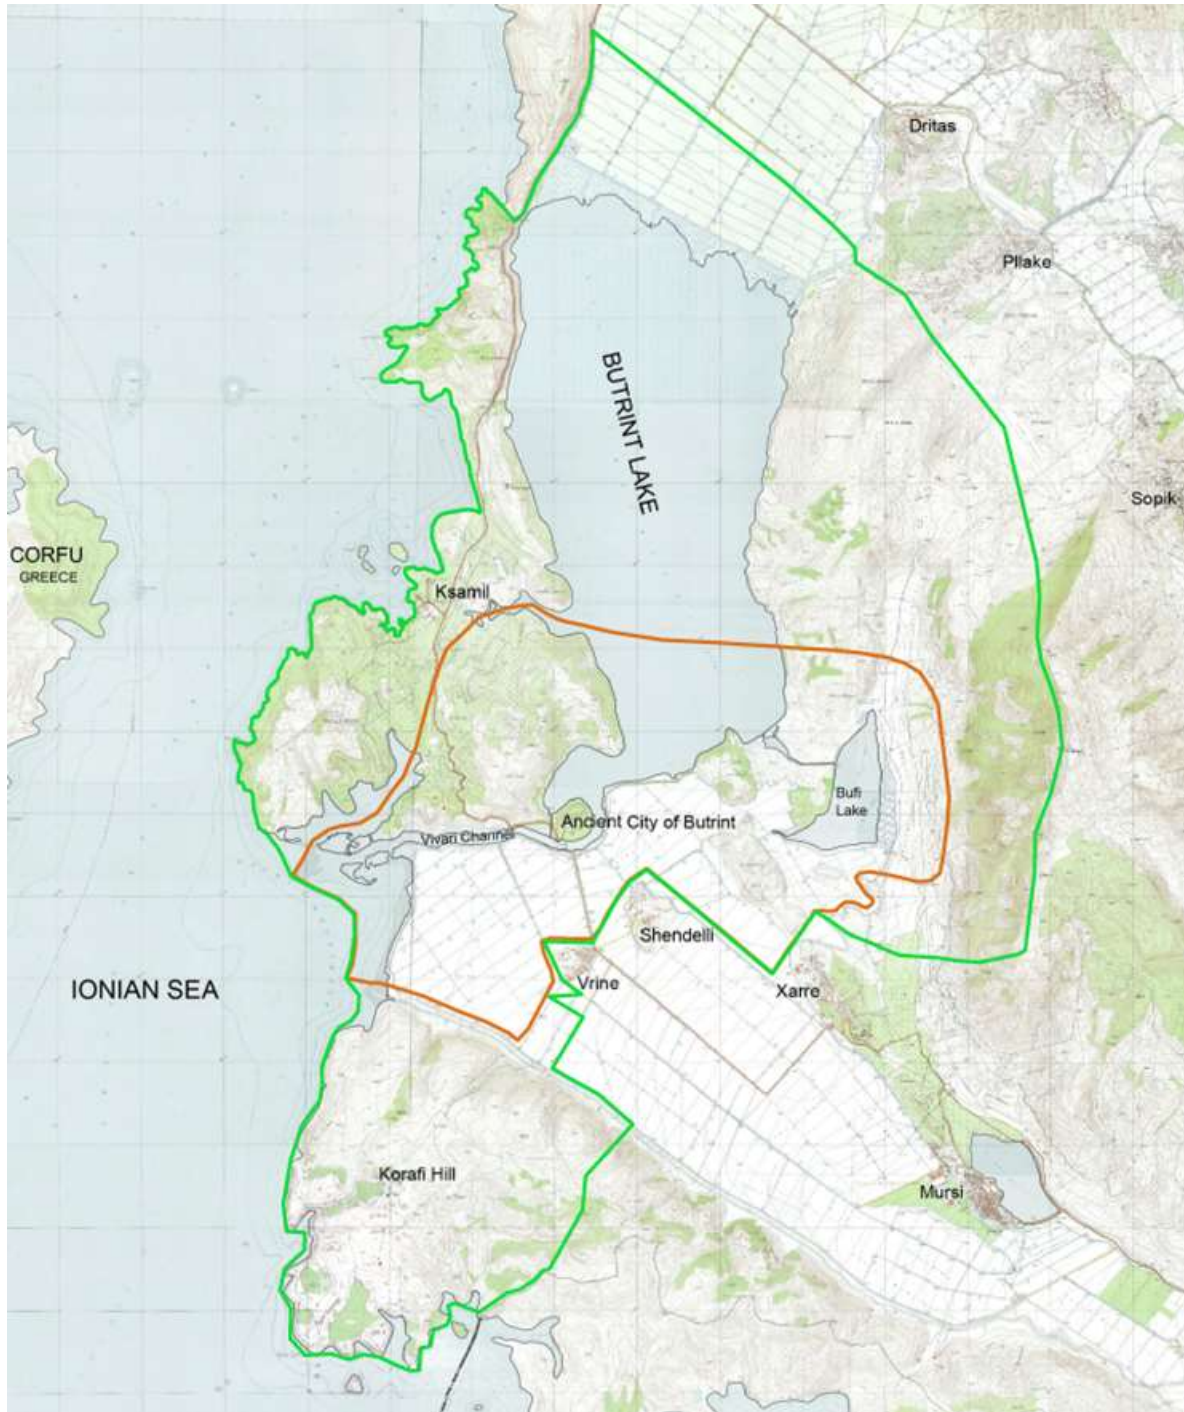 Dritas
Pllake
BUTRINT LAKE
Sopik
CORFU
GREECE
Ksamil
Bufi
Lake
Ancient City of Butrint
Vivari Channel
Shendelli
Vrine
Xarre
IONIAN SEA
Korafi Hill
Mursi